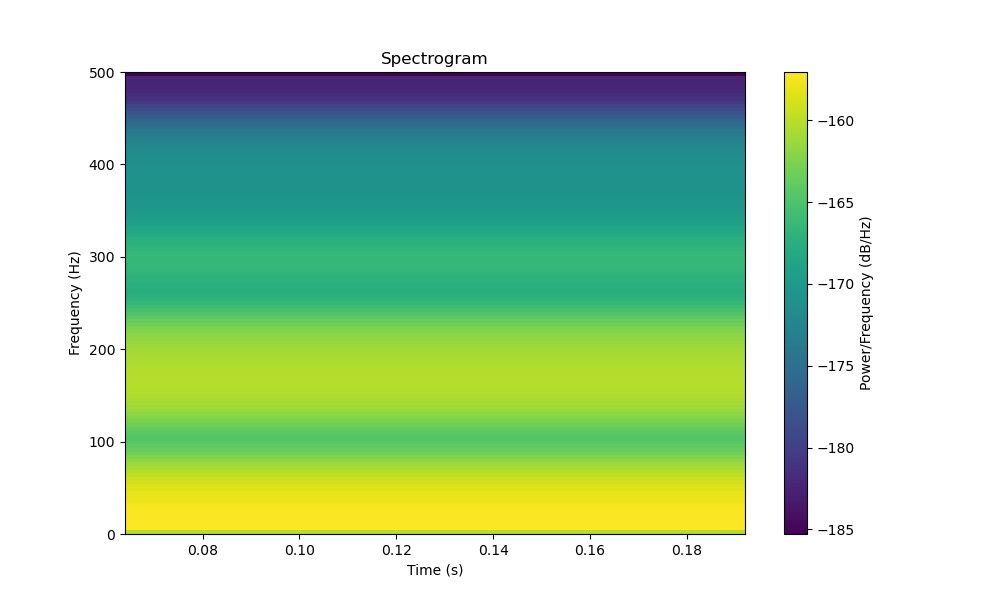 Spectrogram
500
400
300
200
100
0
Frequency (Hz)
0.08 0.10 0.12 0.14 0.16 0.18
Time (s)
−160
−165
−170
−175
−180
−185
Power/Frequency (dB/Hz)